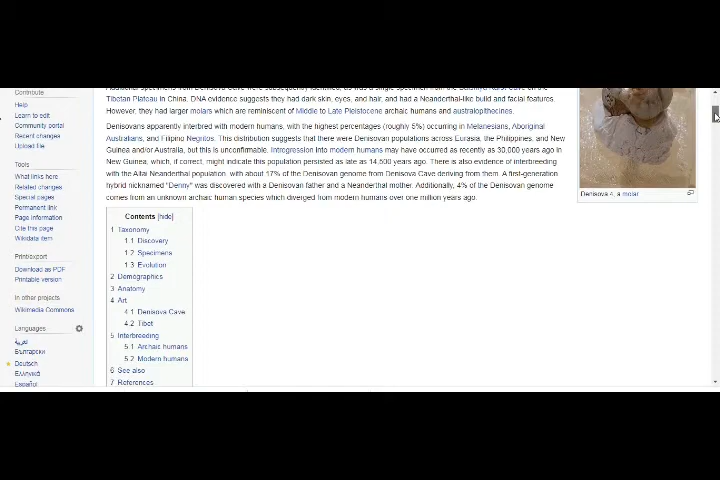 Contribute
Help
Learn to edit
Community portal
Recent changes
Upload file
Tools
What links here
Related changes
Special pages
Permanent link
Page information
Cite this page
Wikidata item
Print/export
Download as PDF
Printable version
In other projects
Wikimedia Commons
Languages
العربية
Български
Deutsch
Ελληνικά
Español
Tibetan Plateau in China. DNA evidence suggests they had dark skin, eyes, and hair, and had a Neanderthal-like build and facial features.
However, they had larger molars which are reminiscent of Middle to Late Pleistocene archaic humans and australopithecines.
Denisovans apparently interbred with modern humans, with the highest percentages (roughly 5%) occurring in Melanesians, Aboriginal
Australians, and Filipino Negritos. This distribution suggests that there were Denisovan populations across Eurasia, the Philippines, and New
Guinea and/or Australia, but this is unconfirmable. Introgression into modern humans may have occurred as recently as 30,000 years ago in
New Guinea, which, if correct, might indicate this population persisted as late as 14,500 years ago. There is also evidence of interbreeding
with the Altai Neanderthal population, with about 17% of the Denisovan genome from Denisova Cave deriving from them. A first-generation
hybrid nicknamed "Denny" was discovered with a Denisovan father and a Neanderthal mother. Additionally, 4% of the Denisovan genome
comes from an unknown archaic human species which diverged from modern humans over one million years ago.
Denisova 4, a molar
Contents [hide]
1 Taxonomy
1.1 Discovery
1.2 Specimens
1.3 Evolution
2 Demographics
3 Anatomy
4 Art
4.1 Denisova Cave
4.2 Tibet
5 Interbreeding
5.1 Archaic humans
5.2 Modern humans
6 See also
7 References